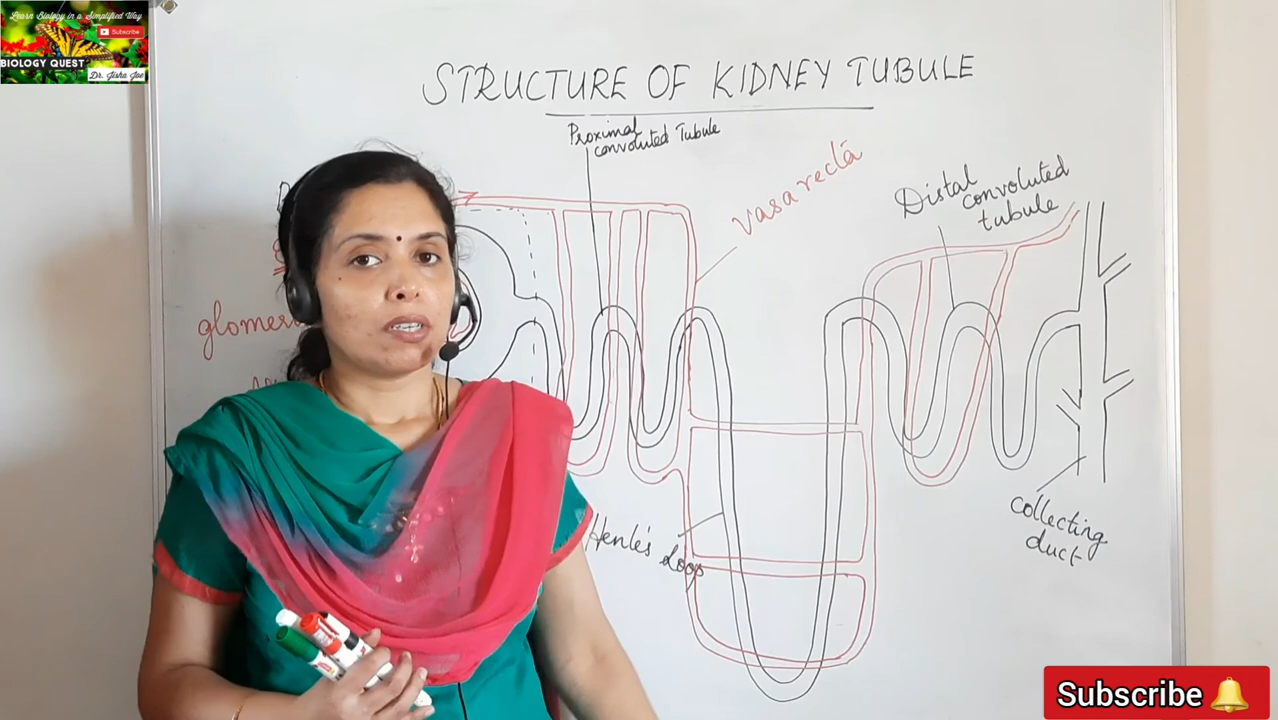 Learn Biology in a Simplified Way
Subscribe
BIOLOGY QUEST
Dr. Jisha Joe
STRUCTURE OF KIDNEY TUBULE
Proximal
convoluted Tubule
vasa recta
Distal
convoluted
tubule
Henle's
Loop
collecting
duct
Subscribe